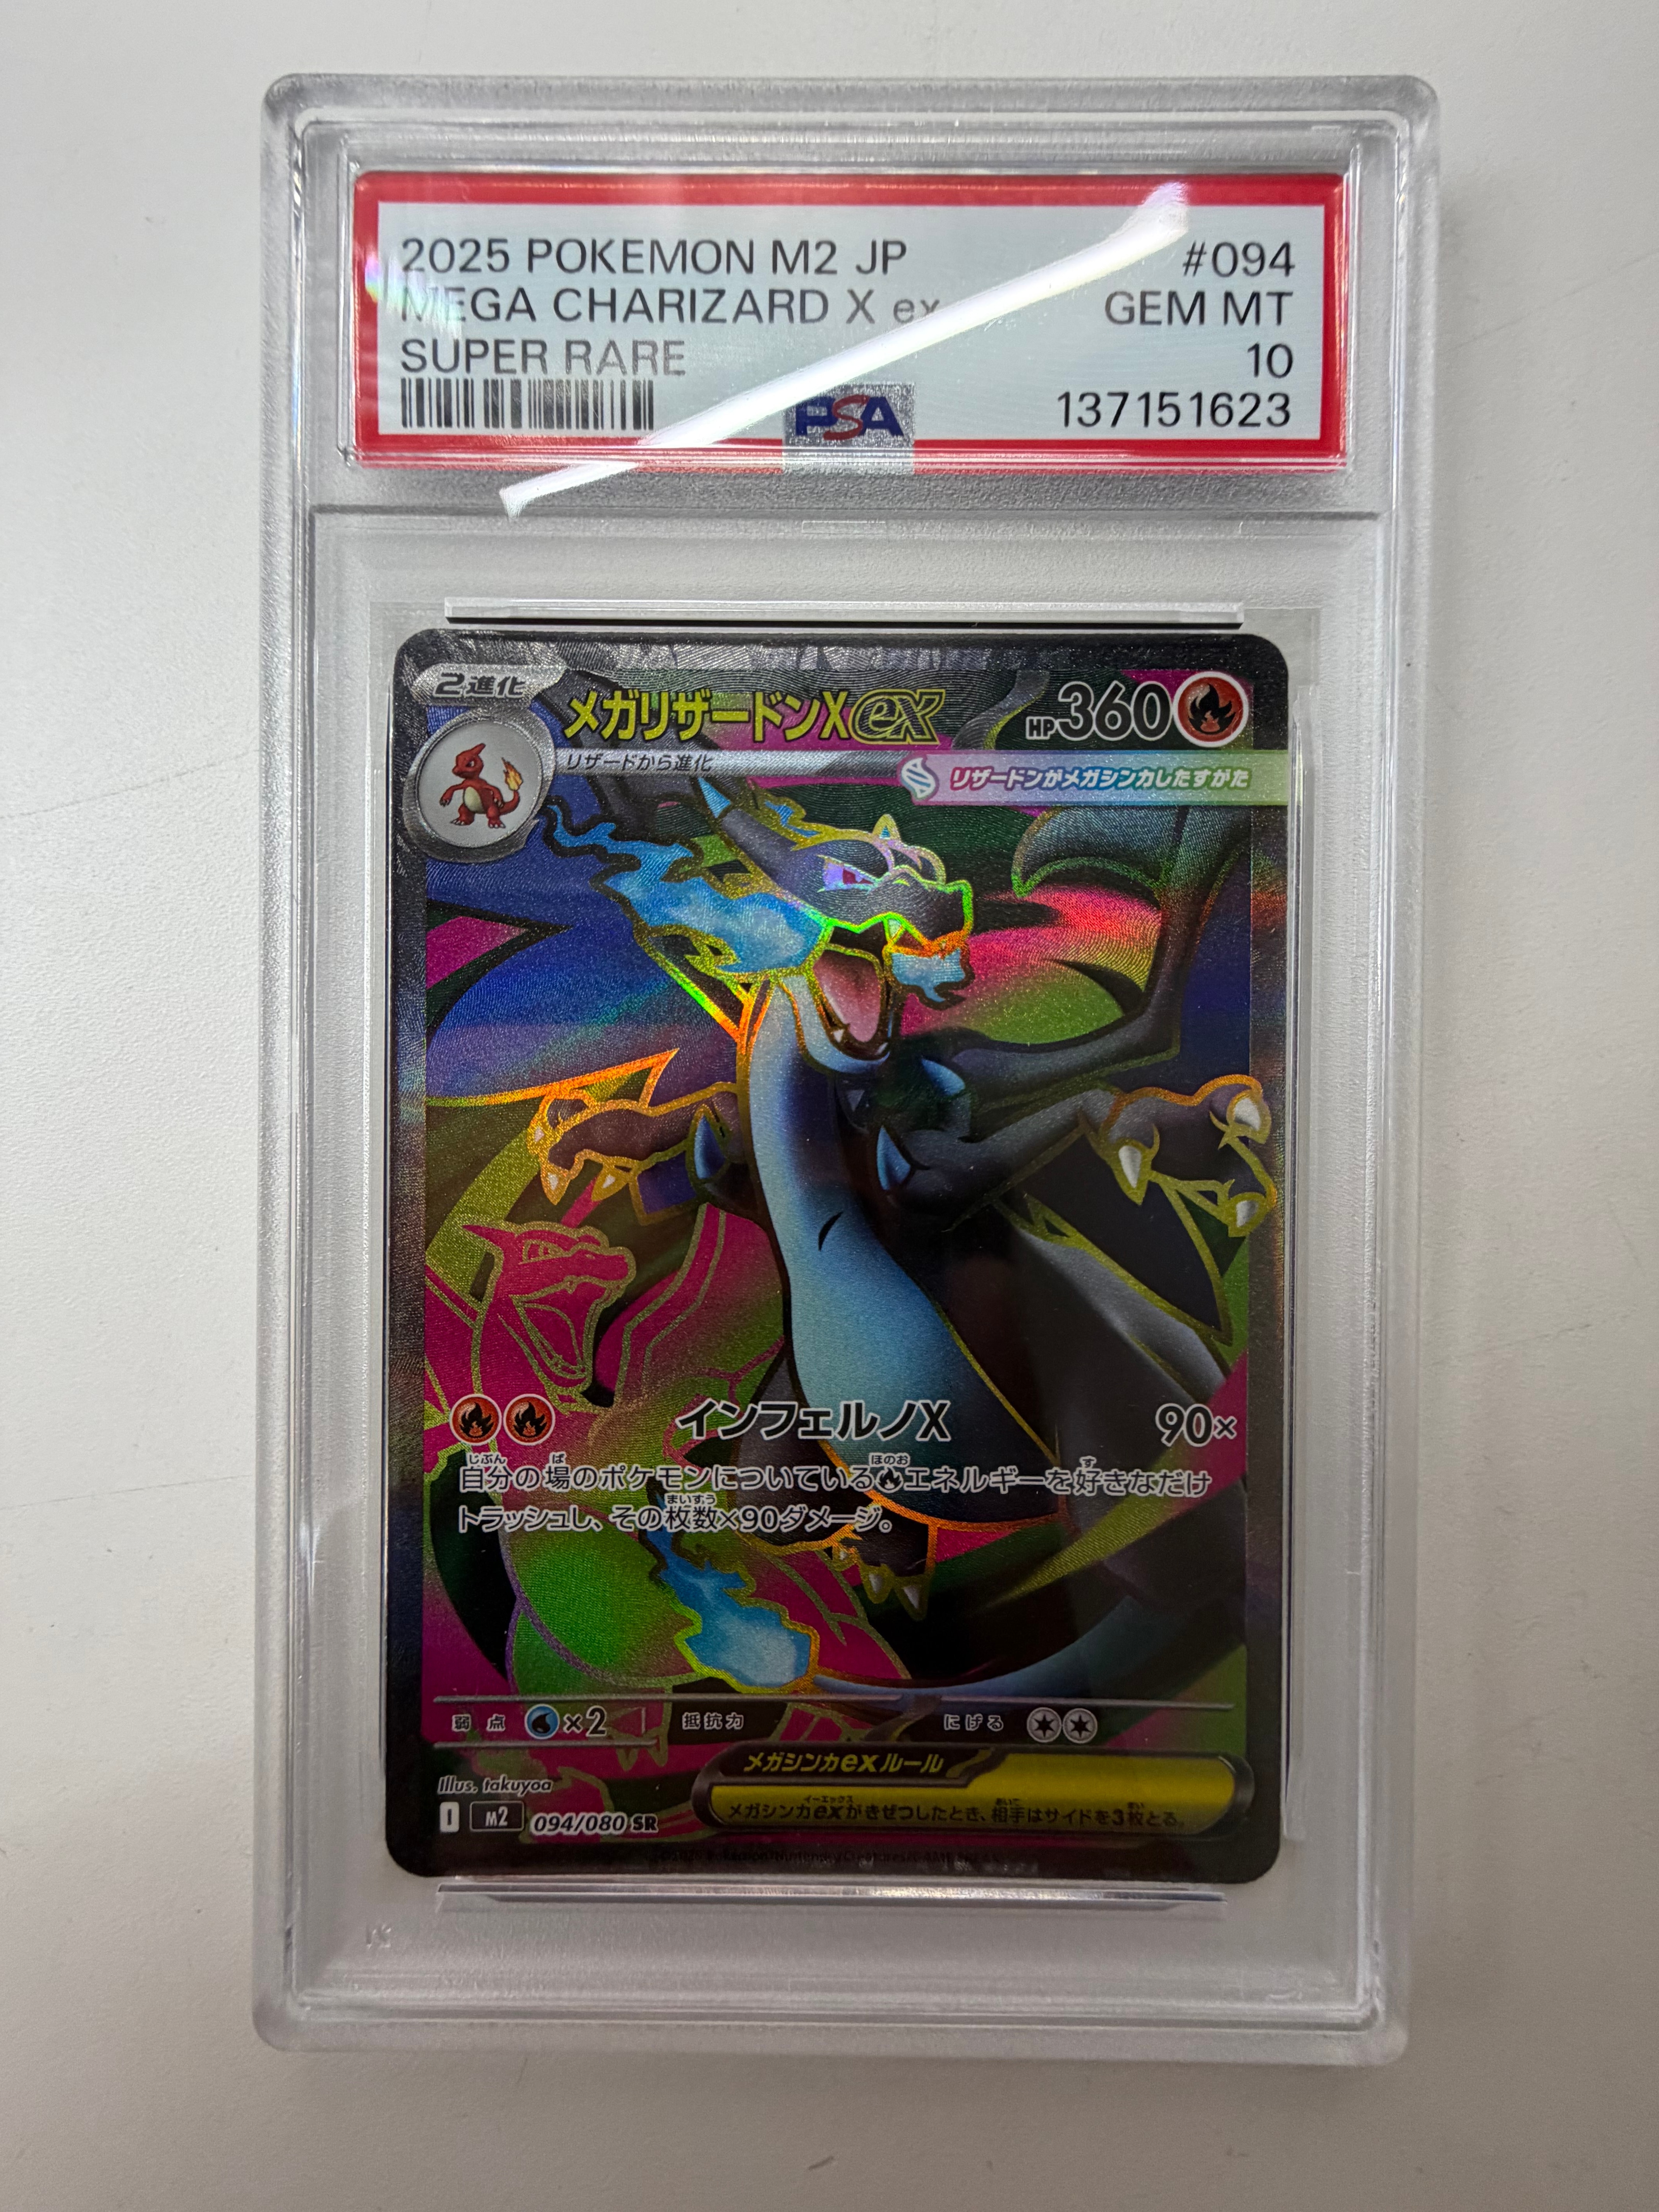 2025 POKEMON M2 JP #094
MEGA CHARIZARD X ex GEM MT
SUPER RARE 10
PSA 137151623
2進化
メガリザードンXex HP360
リザードから進化
リザードンがメガシンカしたすがた
インフェルノX 90×
自分の場のポケモンについているエネルギーを好きなだけ
トラッシュし、その枚数×90ダメージ。
弱点 ×2 抵抗力 にげる
メガシンカexルール
メガシンカexがきぜつしたとき、相手はサイドを3枚とる。
Illus. takuyoa
I M2 094/080 SR